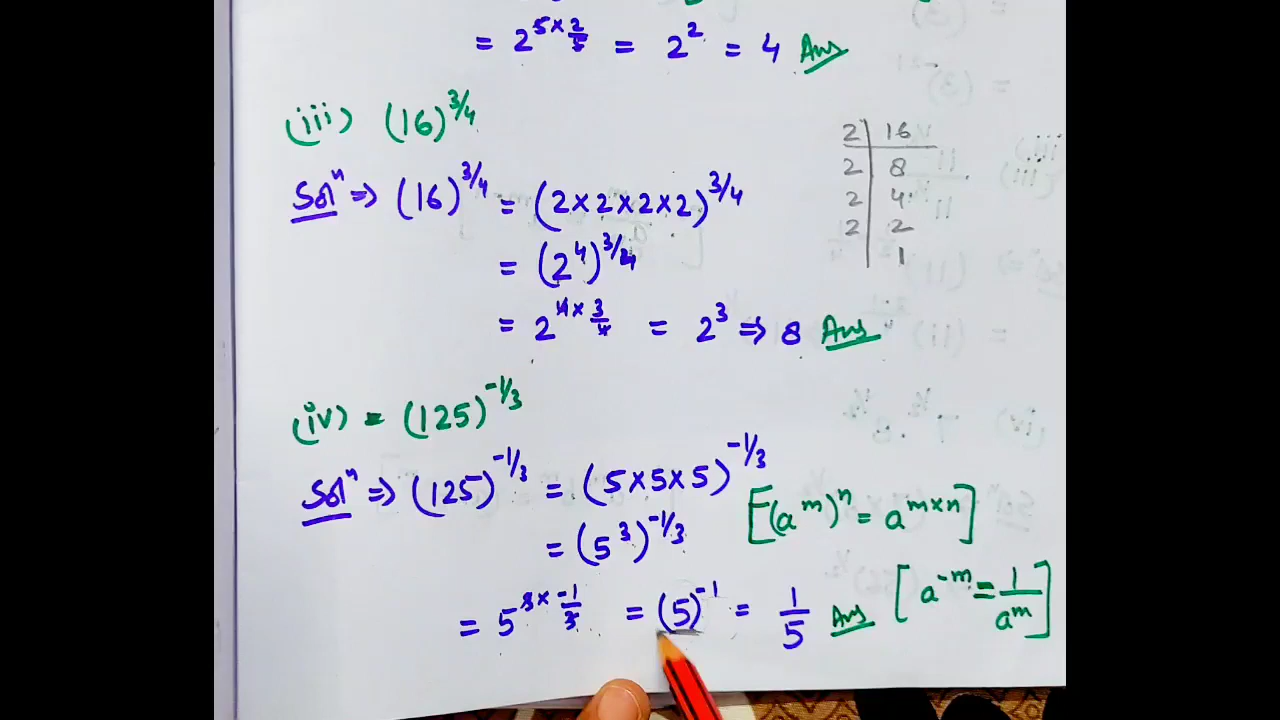 = 2^(5×2/5) = 2^2 = 4 Ans
(iii) (16)^(3/4)
Sol^n ⇒ (16)^(3/4) = (2×2×2×2)^(3/4)
= (2^4)^(3/4)
= 2^(4×3/4) = 2^3 ⇒ 8 Ans
2 | 16
2 | 8
2 | 4
2 | 2
| 1
(iv) = (125)^(-1/3)
Sol^n ⇒ (125)^(-1/3) = (5×5×5)^(-1/3)
= (5^3)^(-1/3) [(a^m)^n = a^(m×n)]
= 5^(3×-1/3) = (5)^-1 = 1/5 Ans [a^-m = 1/a^m]